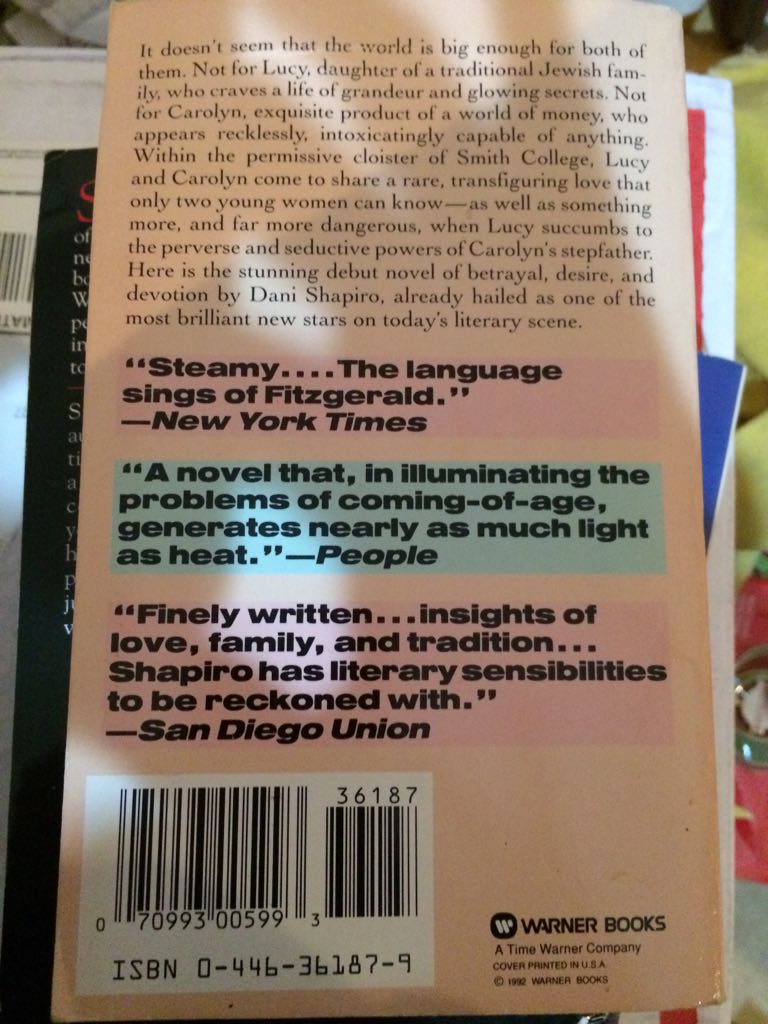 It doesn't seem that the world is big enough for both of
them. Not for Lucy, daughter of a traditional Jewish fam-
ily, who craves a life of grandeur and glowing secrets. Not
for Carolyn, exquisite product of a world of money, who
appears recklessly, intoxicatingly capable of anything.
Within the permissive cloister of Smith College, Lucy
and Carolyn come to share a rare, transfiguring love that
only two young women can know—as well as something
more, and far more dangerous, when Lucy succumbs to
the perverse and seductive powers of Carolyn's stepfather.
Here is the stunning debut novel of betrayal, desire, and
devotion by Dani Shapiro, already hailed as one of the
most brilliant new stars on today's literary scene.
"Steamy....The language
sings of Fitzgerald."
—New York Times
"A novel that, in illuminating the
problems of coming-of-age,
generates nearly as much light
as heat."—People
"Finely written...insights of
love, family, and tradition...
Shapiro has literary sensibilities
to be reckoned with."
—San Diego Union
36187
0 70993 00599 3
ISBN 0-446-36187-9
WARNER BOOKS
A Time Warner Company
COVER PRINTED IN U.S.A.
© 1992 WARNER BOOKS